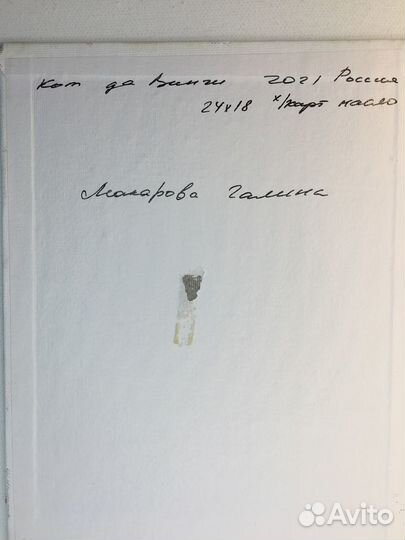 Кот да Винчи 2021 Россия
24х18 х/карт масло
Макарова Галина
Avito